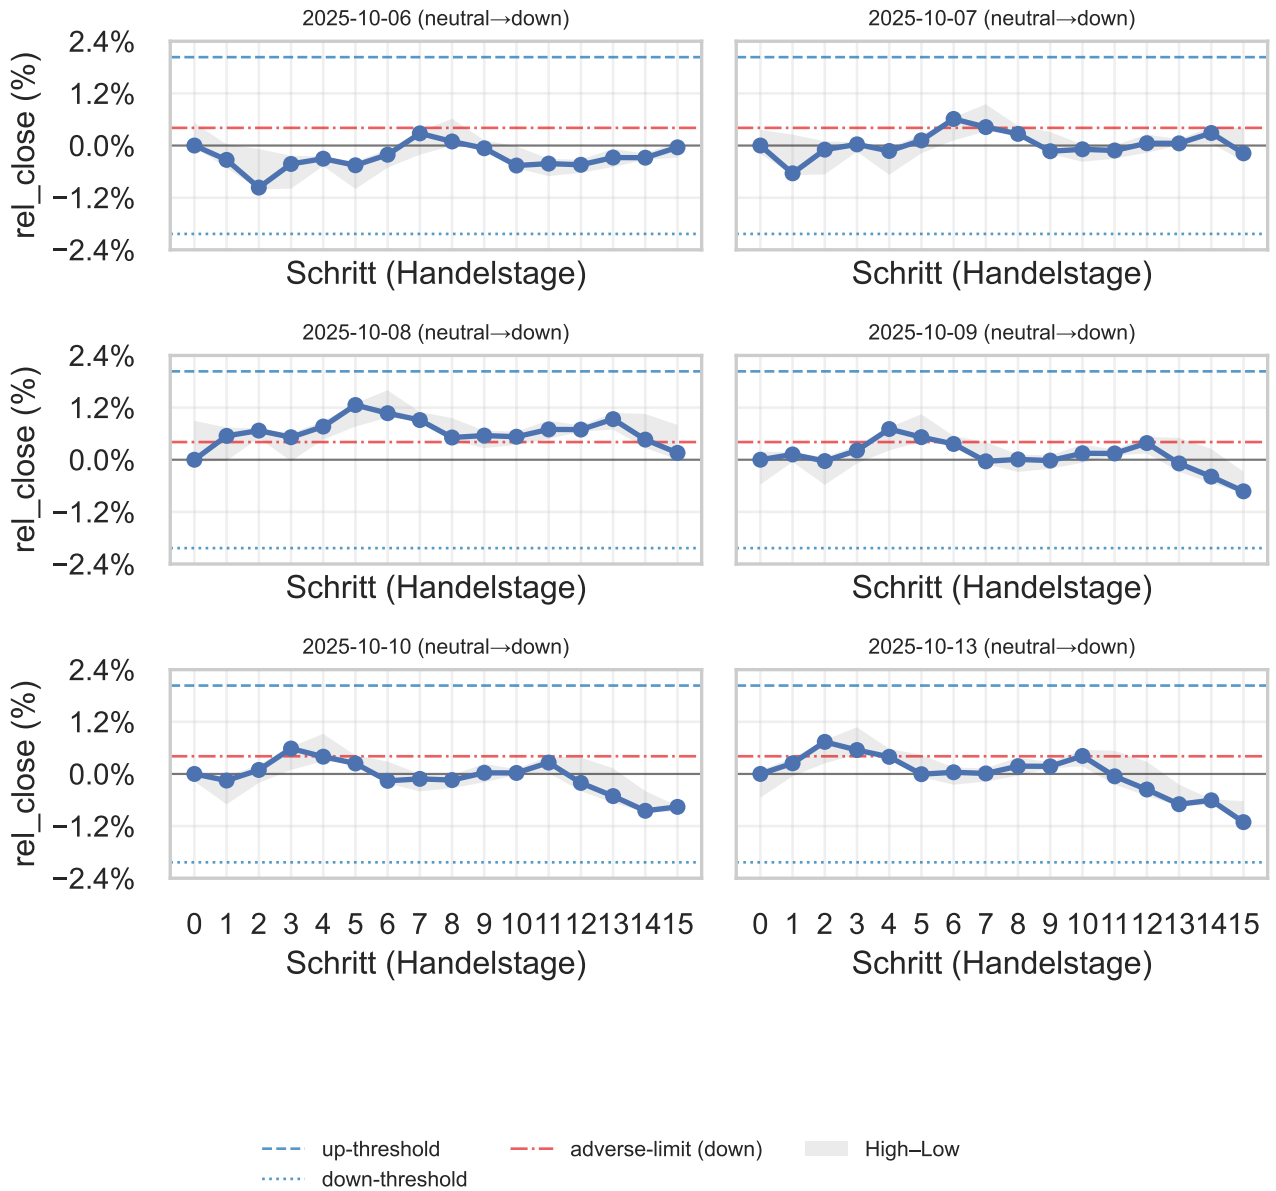 2025-10-06 (neutral→down)
2025-10-07 (neutral→down)
rel_close (%)
2.4%
1.2%
0.0%
−1.2%
−2.4%
Schritt (Handelstage)
Schritt (Handelstage)
2025-10-08 (neutral→down)
2025-10-09 (neutral→down)
rel_close (%)
2.4%
1.2%
0.0%
−1.2%
−2.4%
Schritt (Handelstage)
Schritt (Handelstage)
2025-10-10 (neutral→down)
2025-10-13 (neutral→down)
rel_close (%)
2.4%
1.2%
0.0%
−1.2%
−2.4%
0 1 2 3 4 5 6 7 8 9 10 11 12 13 14 15
0 1 2 3 4 5 6 7 8 9 10 11 12 13 14 15
Schritt (Handelstage)
Schritt (Handelstage)
up-threshold
adverse-limit (down)
High–Low
down-threshold